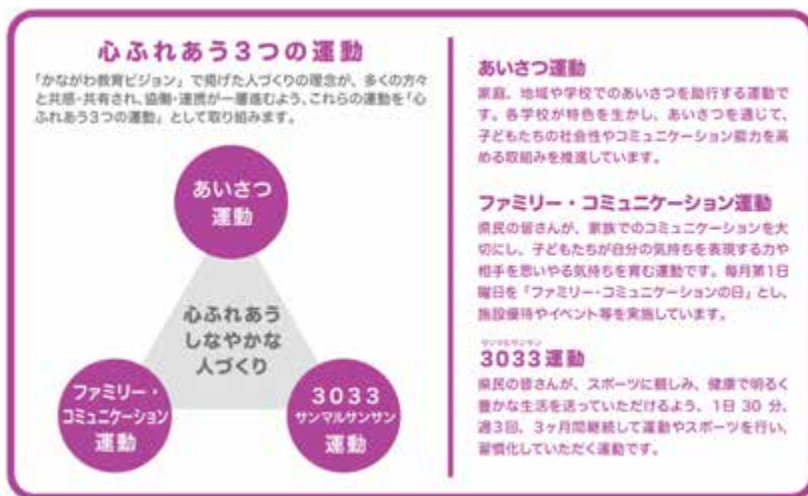 心ふれあう3つの運動
「かながわ教育ビジョン」で掲げた人づくりの理念が、多くの方々
と共感・共有され、協働・連携が一層進むよう、これらの運動を「心
ふれあう3つの運動」として取り組みます。
あいさつ
運動
心ふれあう
しなやかな
人づくり
ファミリー・
コミュニケーション
運動
3033
サンマルサンサン
運動
あいさつ運動
家庭、地域や学校でのあいさつを励行する運動で
す。各学校が特色を生かし、あいさつを通じて、
子どもたちの社会性やコミュニケーション能力を高
める取組みを推進しています。
ファミリー・コミュニケーション運動
県民の皆さんが、家族でのコミュニケーションを大
切にし、子どもたちが自分の気持ちを表現する力や
相手を思いやる気持ちを育む運動です。毎月第1日
曜日を「ファミリー・コミュニケーションの日」とし、
施設優待やイベント等を実施しています。
サンマルサンサン
3033運動
県民の皆さんが、スポーツに親しみ、健康で明るく
豊かな生活を送っていただけるよう、1日 30 分、
週3回、3ヶ月間継続して運動やスポーツを行い、
習慣化していただく運動です。